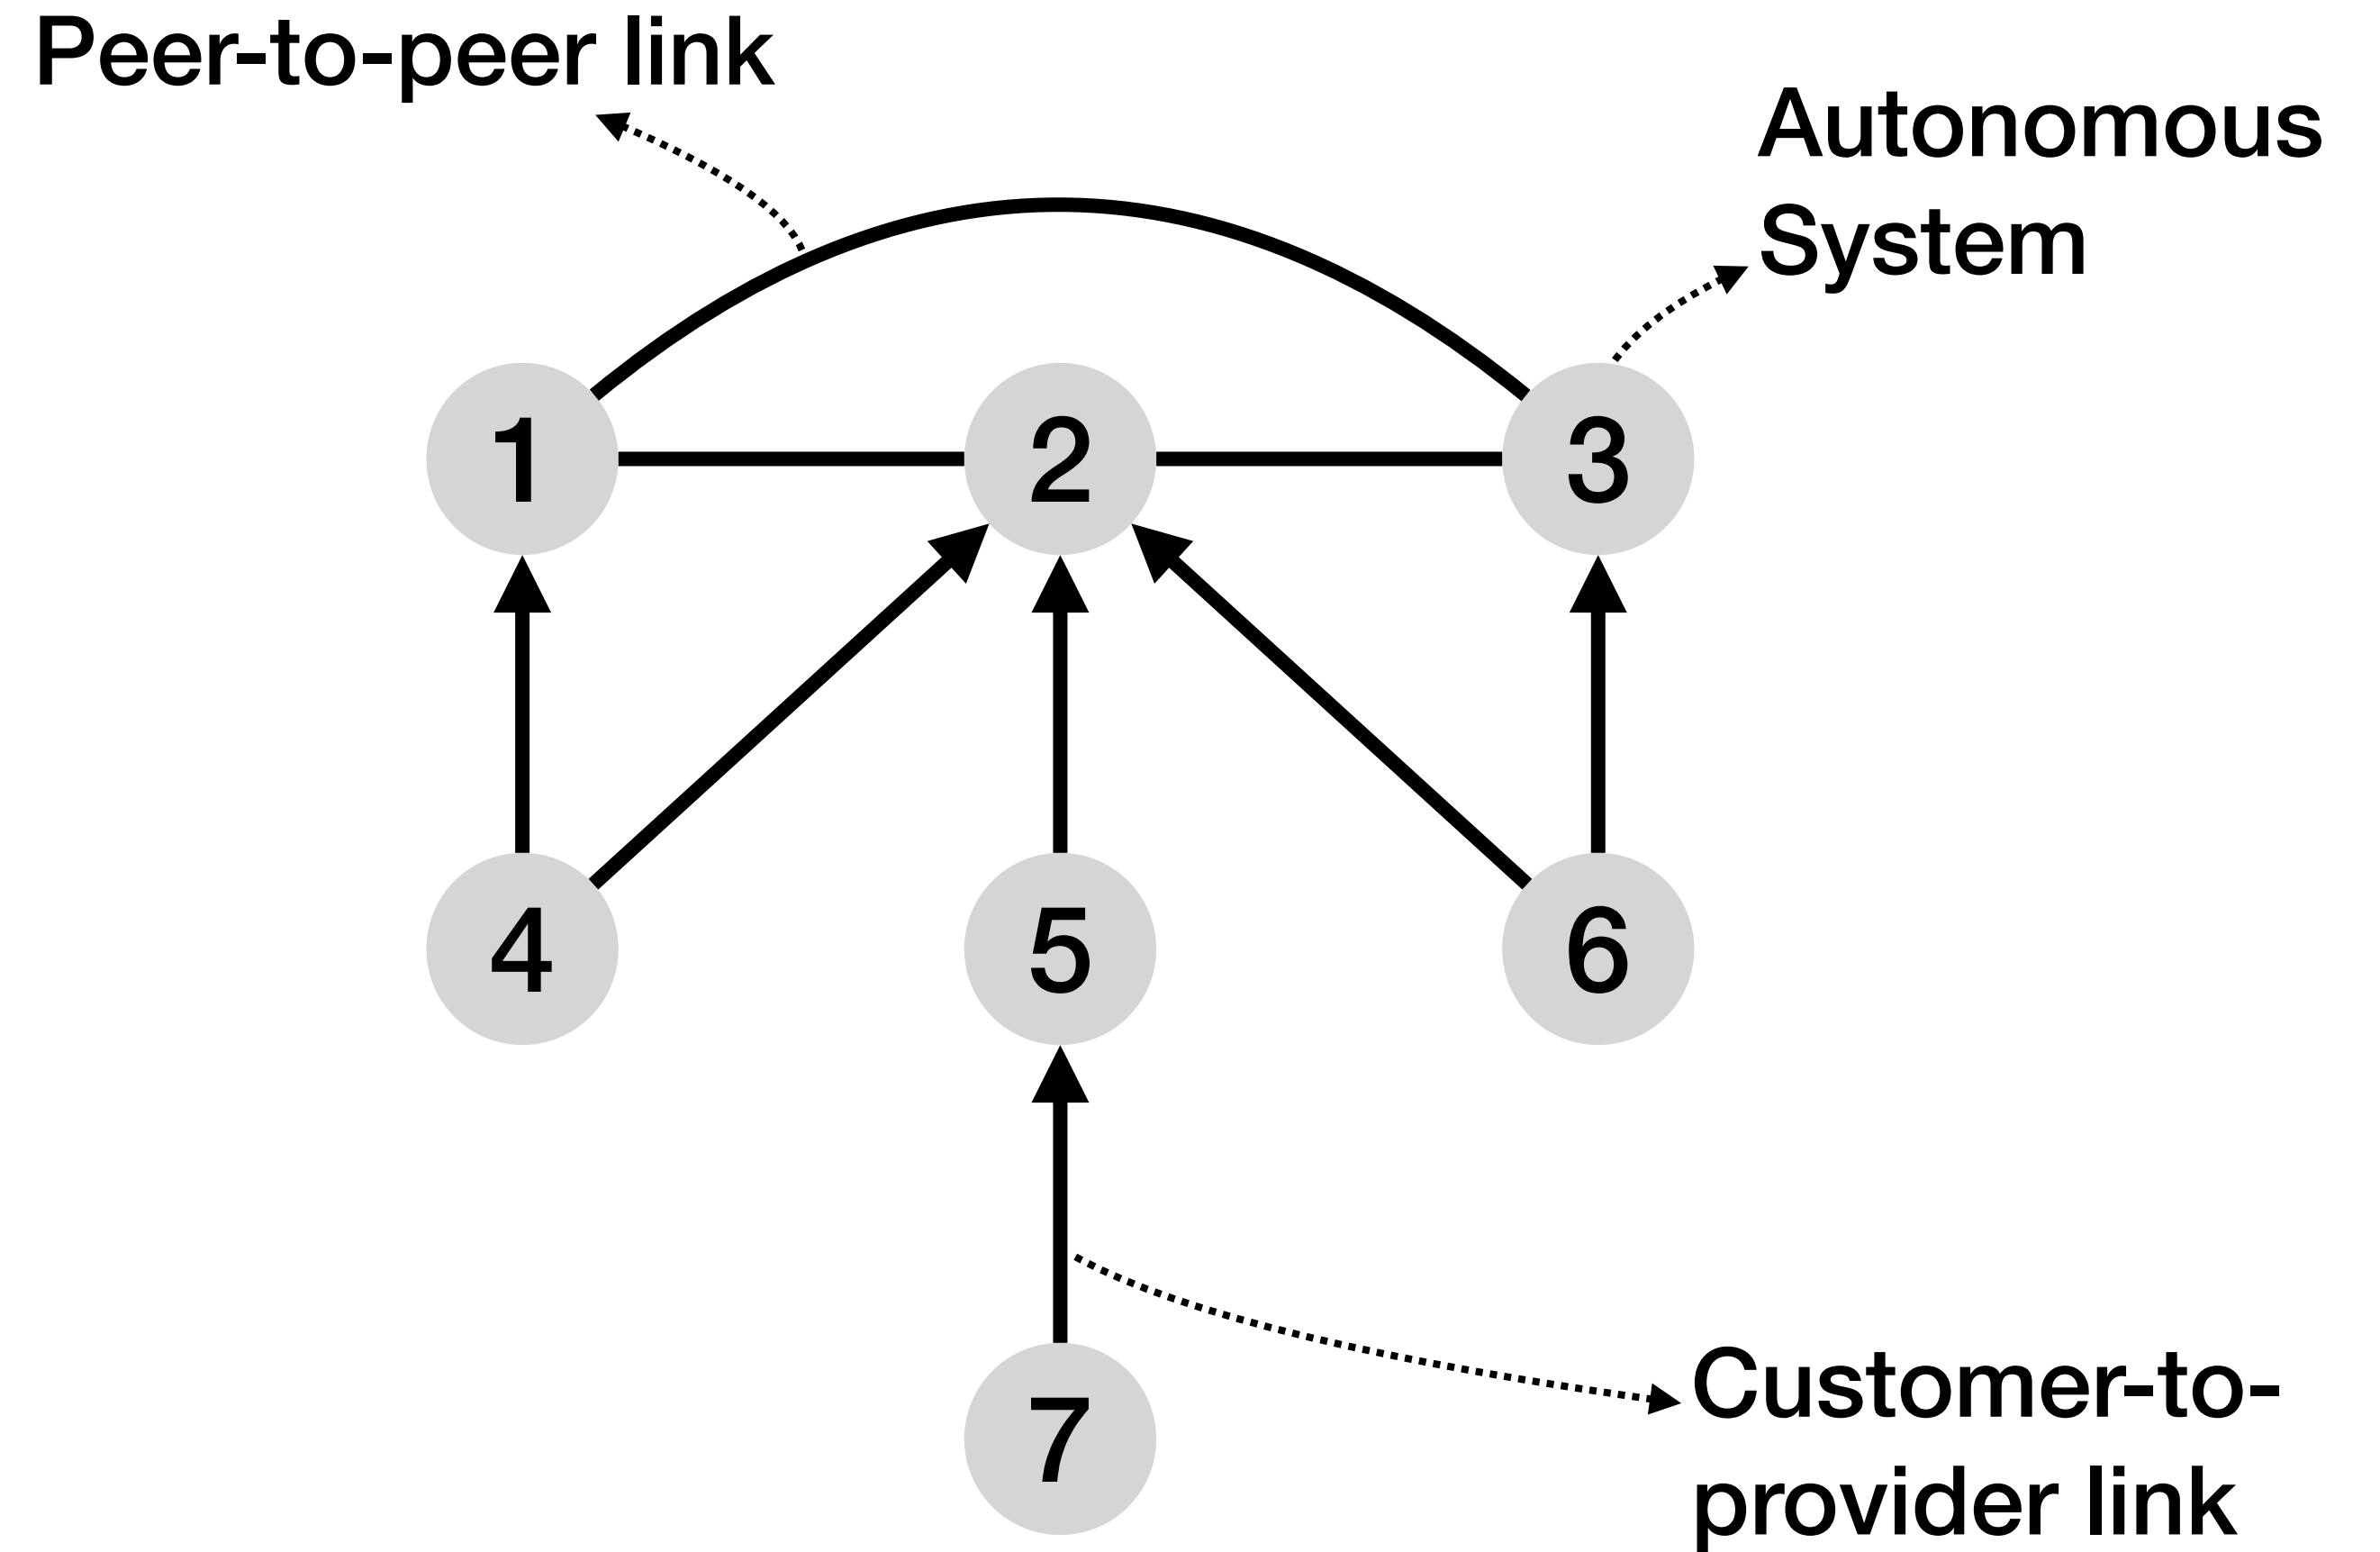 Peer-to-peer link
Autonomous
System
1
2
3
4
5
6
7
Customer-to-
provider link